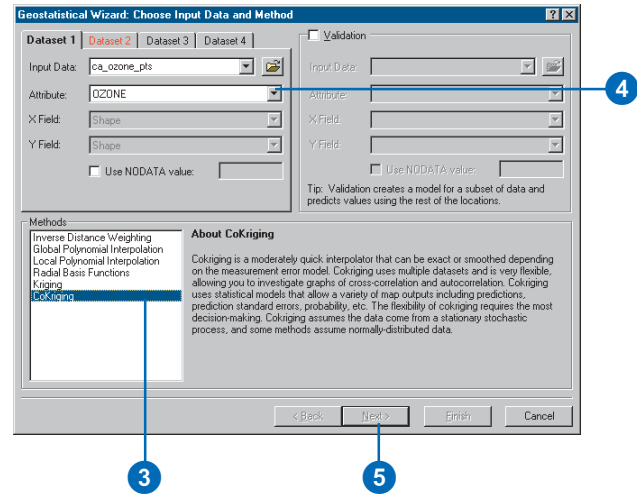 Geostatistical Wizard: Choose Input Data and Method
Dataset 1 Dataset 2 Dataset 3 Dataset 4
Input Data: ca_ozone_pts
Attribute: OZONE
X Field: Shape
Y Field: Shape
Use NODATA value:
Validation
Input Data:
Attribute:
X Field:
Y Field:
Use NODATA value:
Tip: Validation creates a model for a subset of data and
predicts values using the rest of the locations.
4
Methods
Inverse Distance Weighting
Global Polynomial Interpolation
Local Polynomial Interpolation
Radial Basis Functions
Kriging
CoKriging
About CoKriging
Cokriging is a moderately quick interpolator that can be exact or smoothed depending
on the measurement error model. Cokriging uses multiple datasets and is very flexible,
allowing you to investigate graphs of cross-correlation and autocorrelation. Cokriging
uses statistical models that allow a variety of map outputs including predictions,
prediction standard errors, probability, etc. The flexibility of cokriging requires the most
decision-making. Cokriging assumes the data come from a stationary stochastic
process, and some methods assume normally-distributed data.
< Back Next > Finish Cancel
3 5